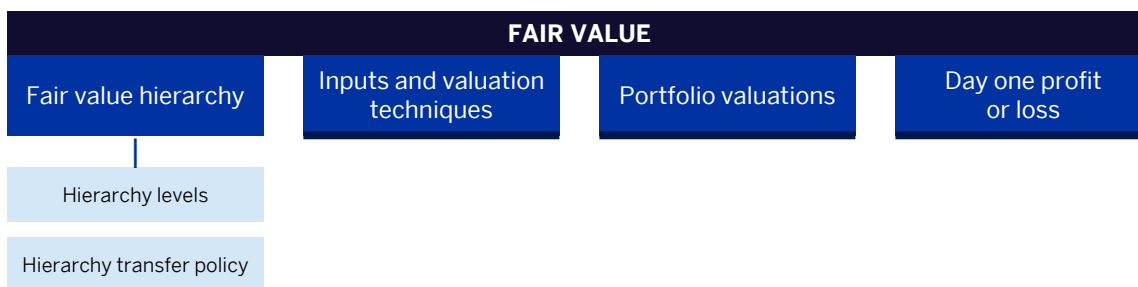 FAIR VALUE
Fair value hierarchy
Inputs and valuation
techniques
Portfolio valuations
Day one profit
or loss
Hierarchy levels
Hierarchy transfer policy